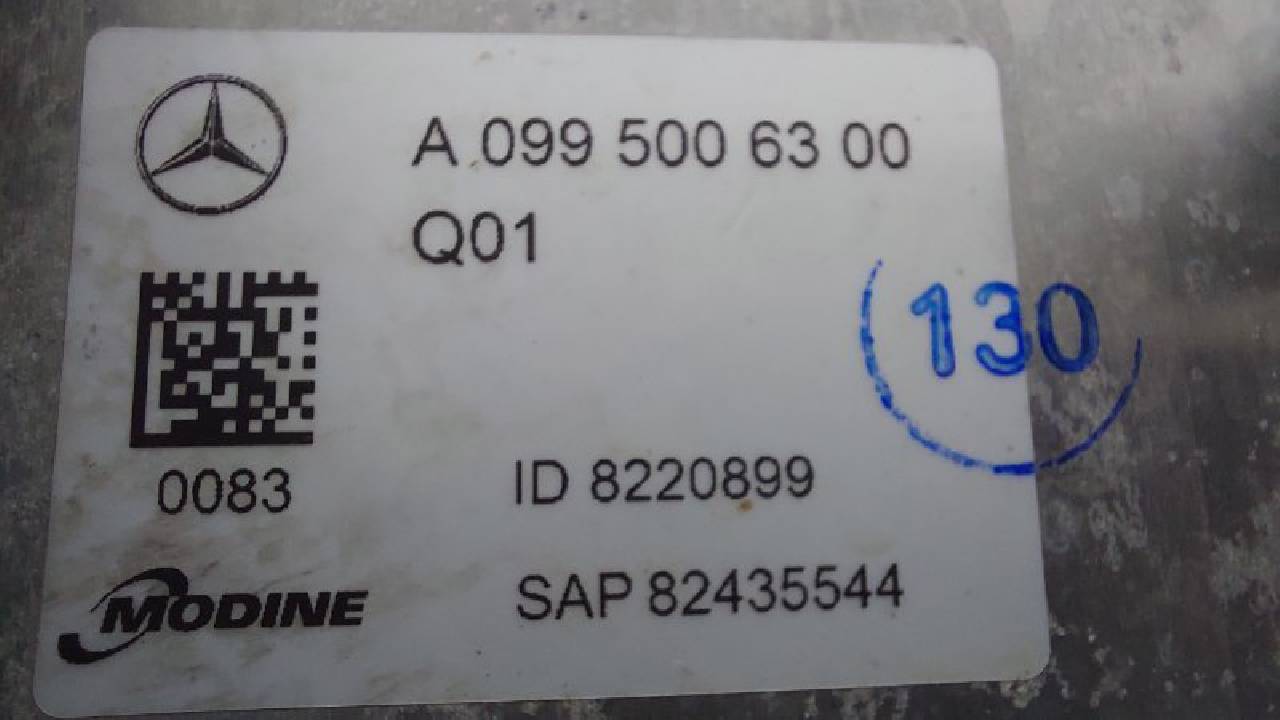 A 099 500 63 00
Q01
130
0083
ID 8220899
MODINE
SAP 82435544